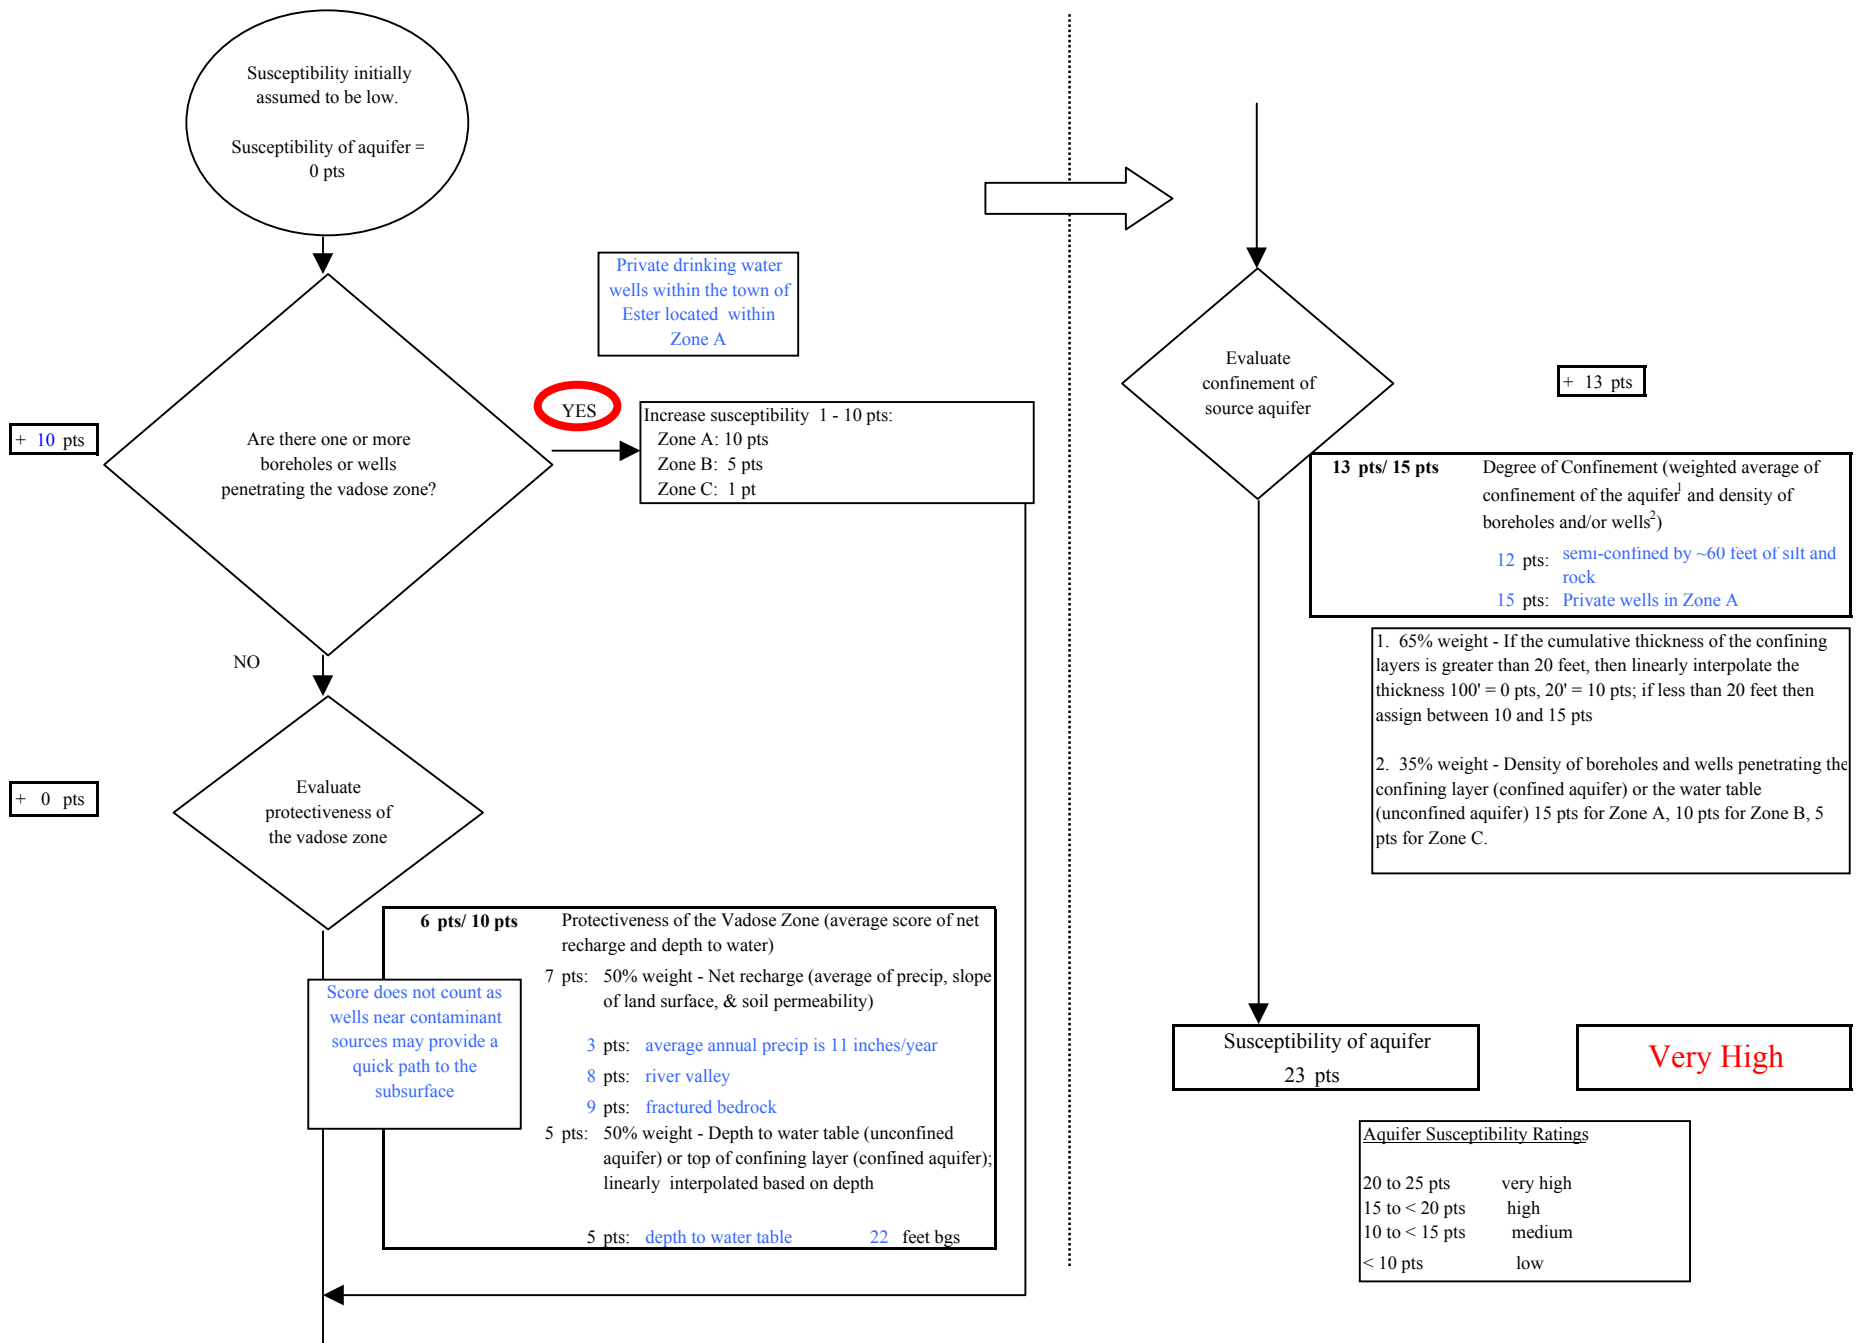 Susceptibility initially
assumed to be low.
Susceptibility of aquifer =
0 pts
Private drinking water
wells within the town of
Ester located within
Zone A
YES
+ 10 pts
Are there one or more
boreholes or wells
penetrating the vadose zone?
Increase susceptibility 1 - 10 pts:
Zone A: 10 pts
Zone B: 5 pts
Zone C: 1 pt
NO
+ 0 pts
Evaluate
protectiveness of
the vadose zone
6 pts/ 10 pts Protectiveness of the Vadose Zone (average score of net
recharge and depth to water)
7 pts: 50% weight - Net recharge (average of precip, slope
of land surface, & soil permeability)
Score does not count as
wells near contaminant
sources may provide a
quick path to the
subsurface
3 pts: average annual precip is 11 inches/year
8 pts: river valley
9 pts: fractured bedrock
5 pts: 50% weight - Depth to water table (unconfined
aquifer) or top of confining layer (confined aquifer);
linearly interpolated based on depth
5 pts: depth to water table 22 feet bgs
Evaluate
confinement of
source aquifer
+ 13 pts
13 pts/ 15 pts Degree of Confinement (weighted average of
confinement of the aquifer1 and density of
boreholes and/or wells2)
12 pts: semi-confined by ~60 feet of silt and
rock
15 pts: Private wells in Zone A
1. 65% weight - If the cumulative thickness of the confining
layers is greater than 20 feet, then linearly interpolate the
thickness 100' = 0 pts, 20' = 10 pts; if less than 20 feet then
assign between 10 and 15 pts
2. 35% weight - Density of boreholes and wells penetrating the
confining layer (confined aquifer) or the water table
(unconfined aquifer) 15 pts for Zone A, 10 pts for Zone B, 5
pts for Zone C.
Susceptibility of aquifer
23 pts
Very High
Aquifer Susceptibility Ratings
20 to 25 pts very high
15 to < 20 pts high
10 to < 15 pts medium
< 10 pts low